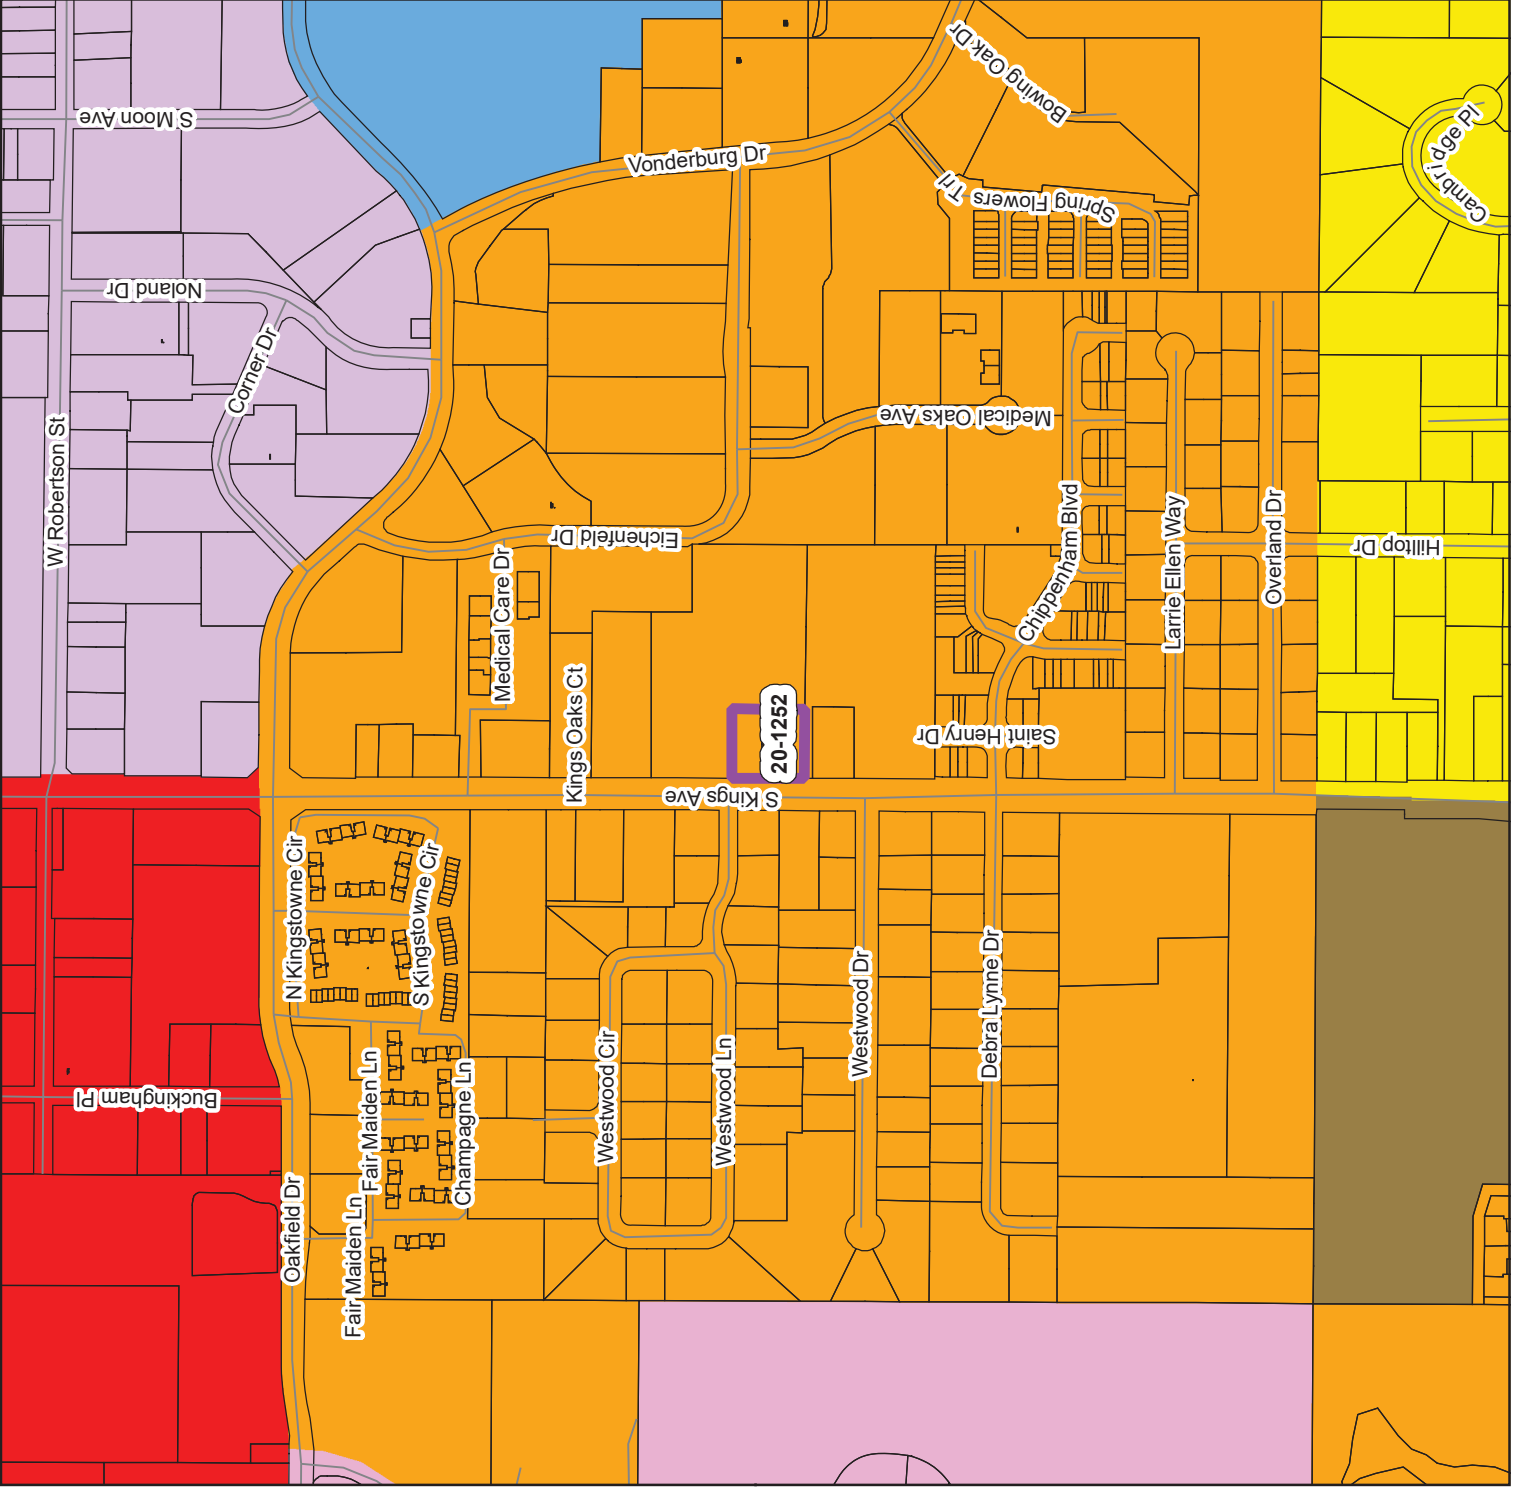 Bowing Oak Dr
S Moon Ave
Vonderburg Dr
Cambridge Pl
Trl
Spring Flowers
Noland Dr
Corner Dr
Medical Oaks Ave
W Robertson St
Eichenfeld Dr
Medical Care Dr
Chippenham Blvd
Larrie Ellen Way
Overland Dr
Hilltop Dr
Kings Oaks Ct
20-1252
Saint Henry Dr
S Kings Ave
N Kingstowne Cir
S Kingstowne Cir
Westwood Dr
Debra Lynne Dr
Buckingham Pl
Fair Maiden Ln
Champagne Ln
Westwood Cir
Westwood Ln
Oakfield Dr
Fair Maiden Ln